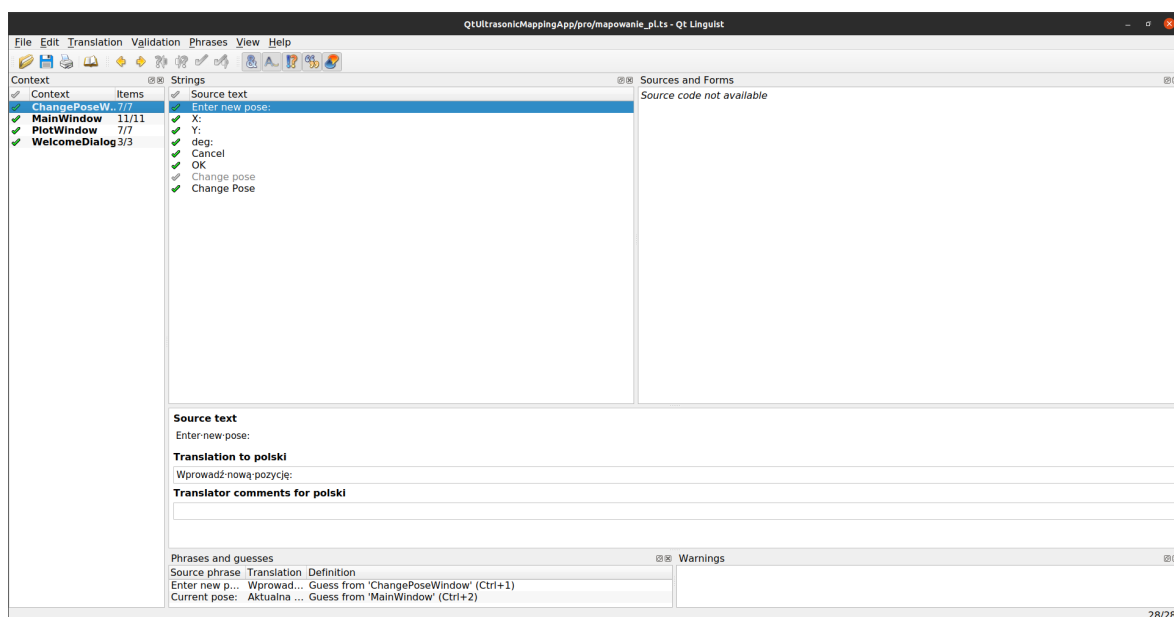 QtUltrasonicMappingApp/pro/mapowanie_pl.ts - Qt Linguist
File Edit Translation Validation Phrases View Help
Context
Context Items
ChangePoseW.. 7/7
MainWindow 11/11
PlotWindow 7/7
WelcomeDialog 3/3
Strings
Source text
Enter new pose:
X:
Y:
deg:
Cancel
OK
Change pose
Change Pose
Sources and Forms
Source code not available
Source text
Enter·new·pose:
Translation to polski
Wprowadź·nową·pozycję:
Translator comments for polski
Phrases and guesses
Source phrase Translation Definition
Enter new p... Wprowad... Guess from 'ChangePoseWindow' (Ctrl+1)
Current pose: Aktualna ... Guess from 'MainWindow' (Ctrl+2)
Warnings
28/28